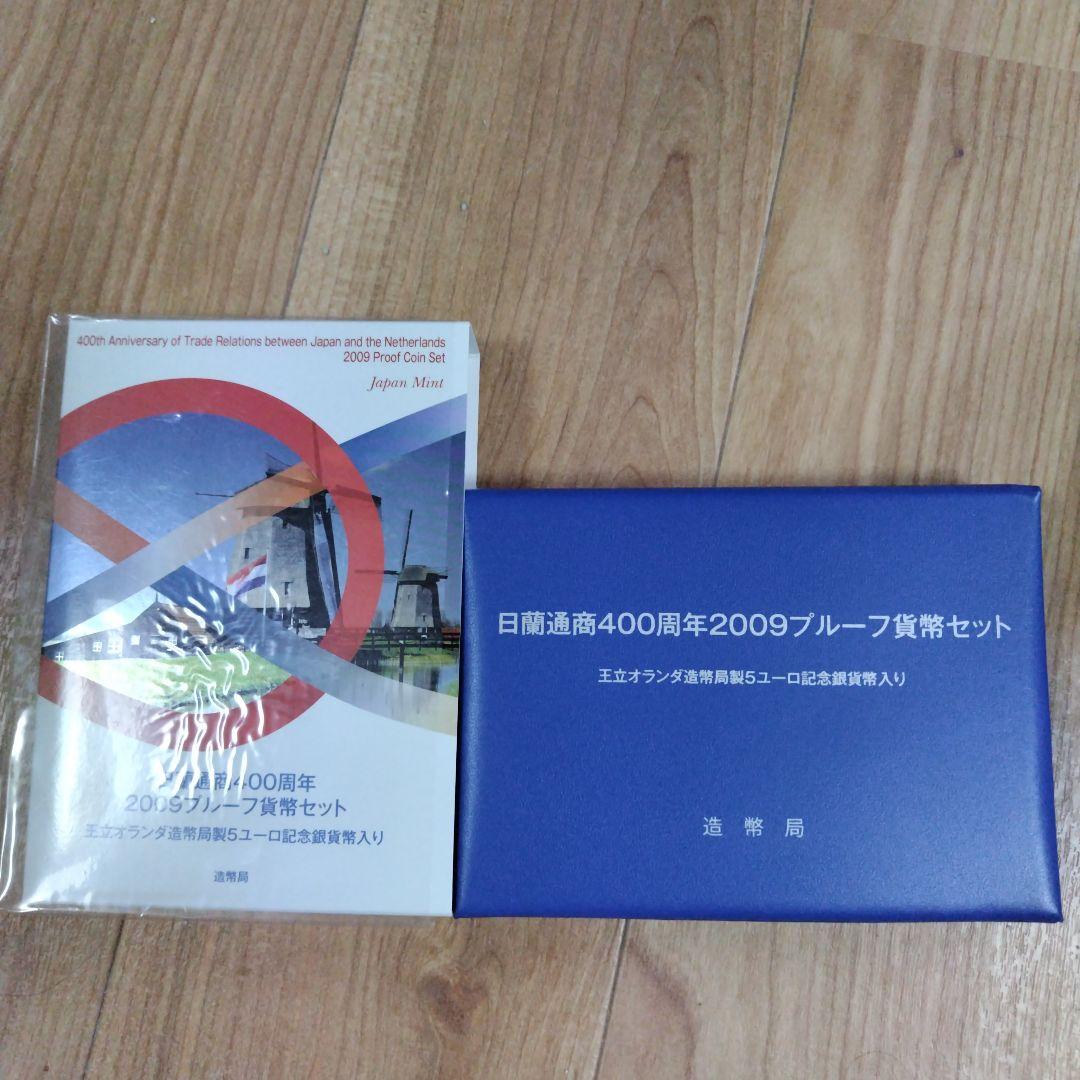 400th Anniversary of Trade Relations between Japan and the Netherlands
2009 Proof Coin Set
Japan Mint
日蘭通商400周年
2009プルーフ貨幣セット
王立オランダ造幣局製5ユーロ記念銀貨幣入り
造幣局
日蘭通商400周年2009プルーフ貨幣セット
王立オランダ造幣局製5ユーロ記念銀貨幣入り
造幣局